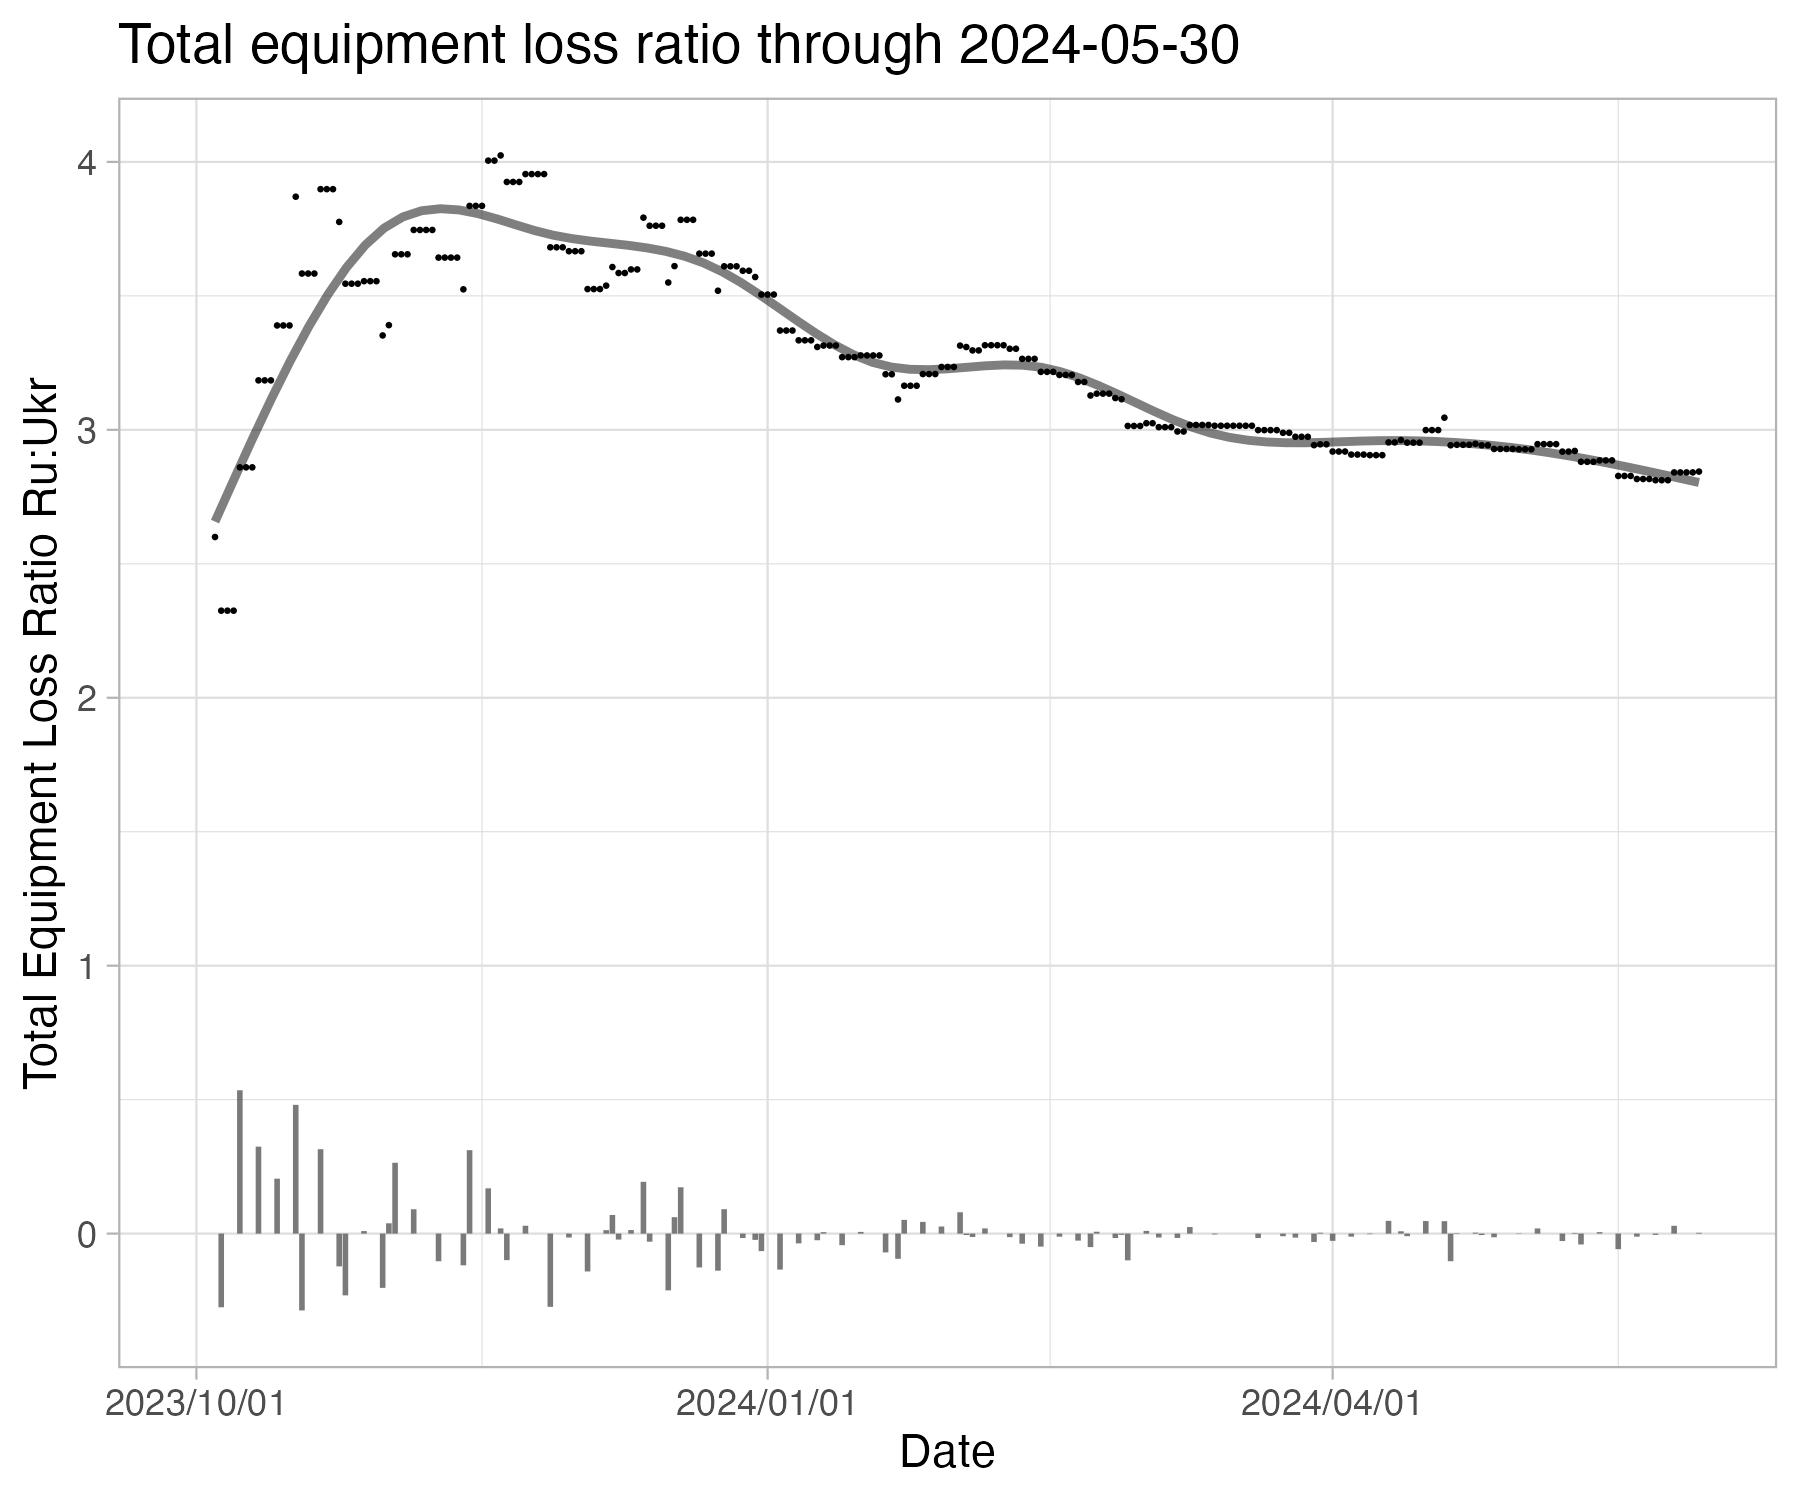 Total equipment loss ratio through 2024-05-30
Total Equipment Loss Ratio Ru:Ukr
4
3
2
1
0
2023/10/01
2024/01/01
2024/04/01
Date